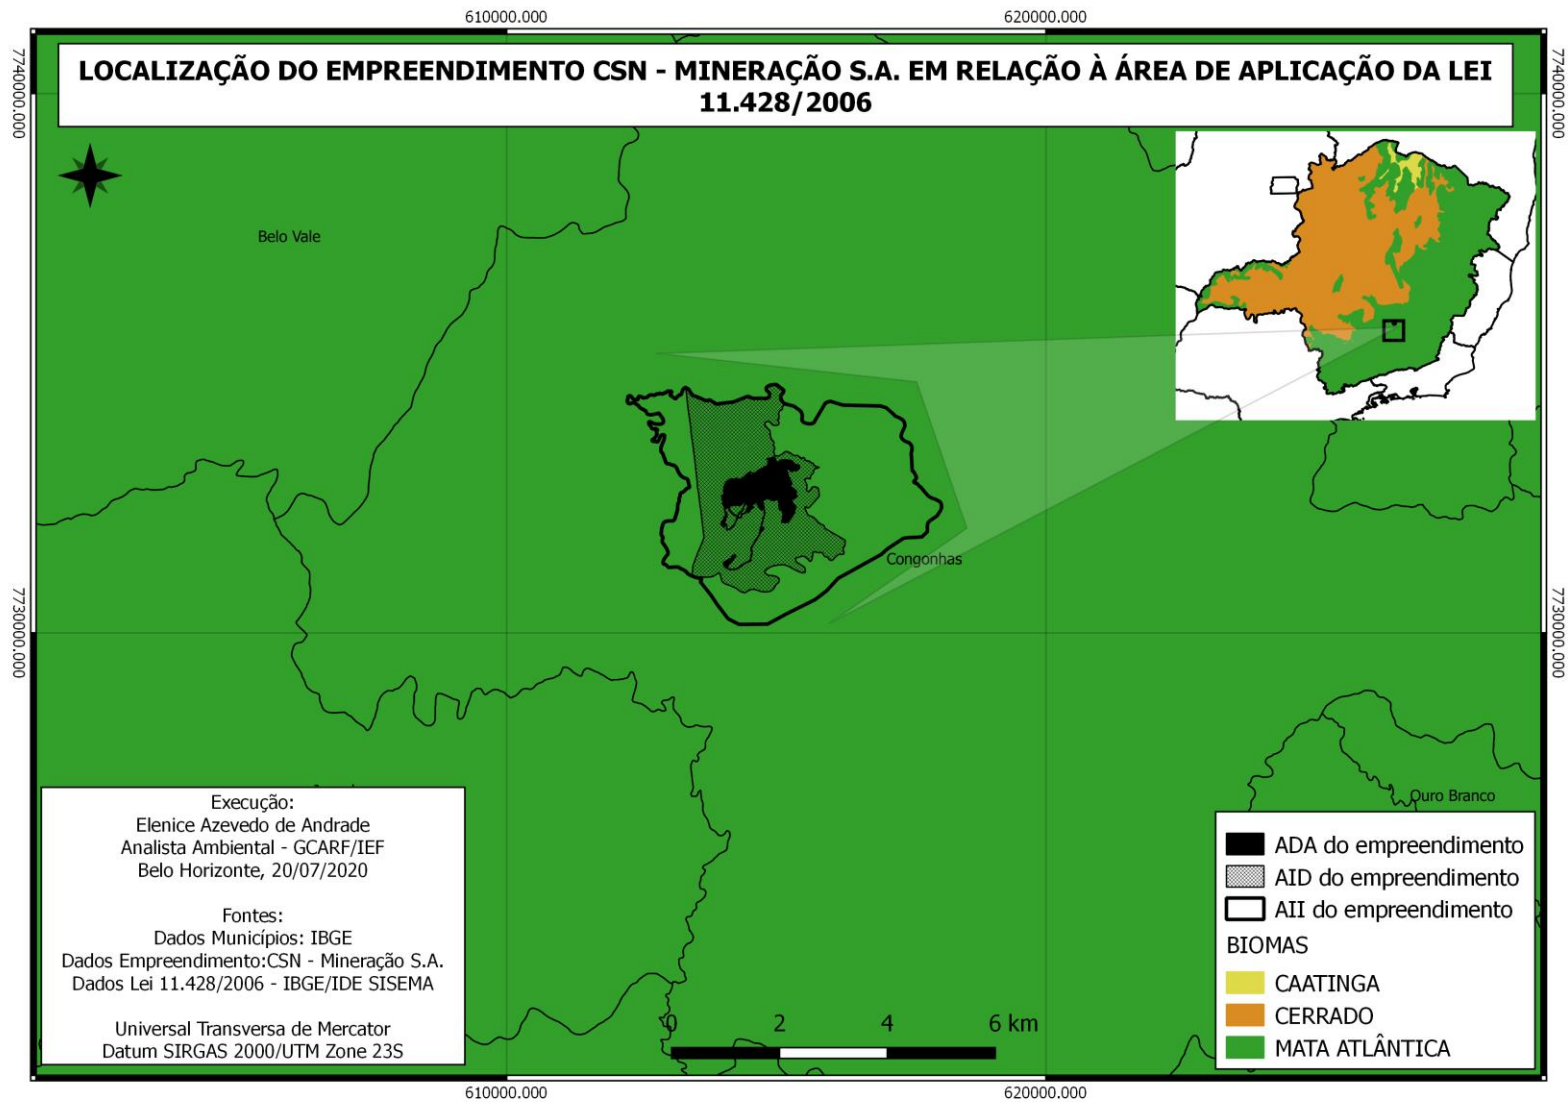 610000.000
620000.000
7740000.000
7740000.000
LOCALIZAÇÃO DO EMPREENDIMENTO CSN - MINERAÇÃO S.A. EM RELAÇÃO À ÁREA DE APLICAÇÃO DA LEI
11.428/2006
Belo Vale
Congonhas
7730000.000
7730000.000
Ouro Branco
Execução:
Elenice Azevedo de Andrade
Analista Ambiental - GCARF/IEF
Belo Horizonte, 20/07/2020
Fontes:
Dados Municípios: IBGE
Dados Empreendimento:CSN - Mineração S.A.
Dados Lei 11.428/2006 - IBGE/IDE SISEMA
Universal Transversa de Mercator
Datum SIRGAS 2000/UTM Zone 23S
0 2 4 6 km
ADA do empreendimento
AID do empreendimento
AII do empreendimento
BIOMAS
CAATINGA
CERRADO
MATA ATLÂNTICA
610000.000
620000.000